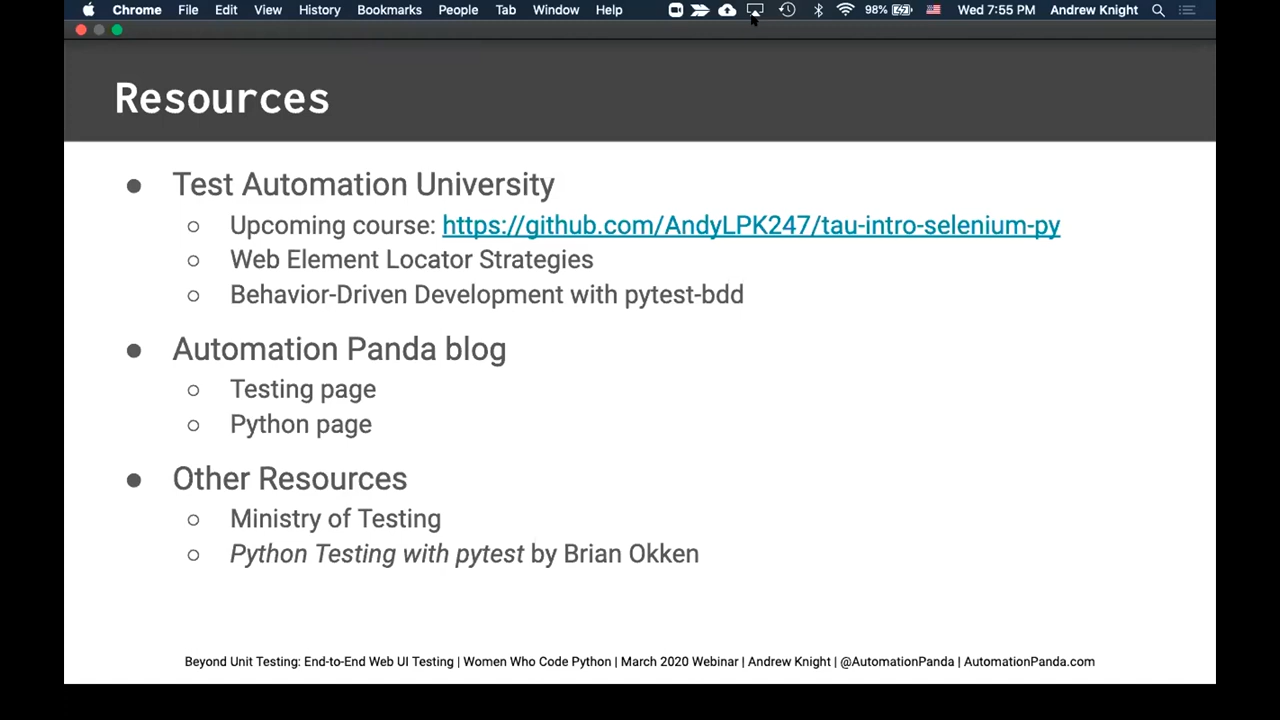 Chrome File Edit View History Bookmarks People Tab Window Help 98% Wed 7:55 PM Andrew Knight
Resources
● Test Automation University
○ Upcoming course: https://github.com/AndyLPK247/tau-intro-selenium-py
○ Web Element Locator Strategies
○ Behavior-Driven Development with pytest-bdd
● Automation Panda blog
○ Testing page
○ Python page
● Other Resources
○ Ministry of Testing
○ Python Testing with pytest by Brian Okken
Beyond Unit Testing: End-to-End Web UI Testing | Women Who Code Python | March 2020 Webinar | Andrew Knight | @AutomationPanda | AutomationPanda.com